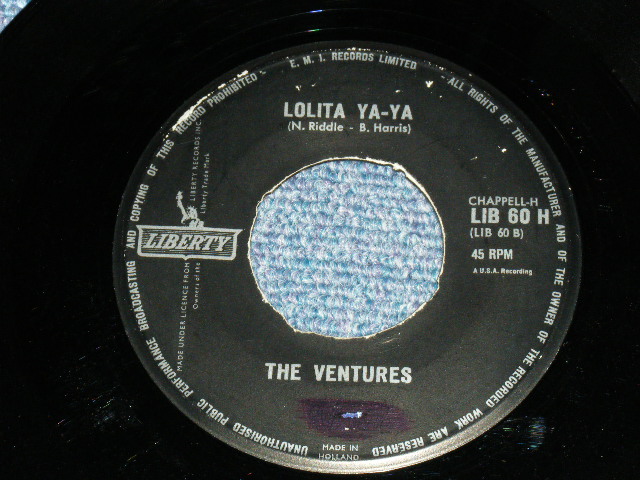 E. M. I. RECORDS LIMITED
- ALL RIGHTS OF THE MANUFACTURER AND OF THE OWNER OF THE RECORDED WORK ARE RESERVED
UNAUTHORISED PUBLIC PERFORMANCE BROADCASTING AND COPYING OF THIS RECORD PROHIBITED -
LOLITA YA-YA
(N. Riddle - B. Harris)
LIBERTY RECORDS INC.
Liberty Trade Mark
MADE UNDER LICENCE FROM
Owners of the
LIBERTY
CHAPPELL-H
LIB 60 H
(LIB 60 B)
45 RPM
A U.S.A. Recording
THE VENTURES
MADE IN
HOLLAND